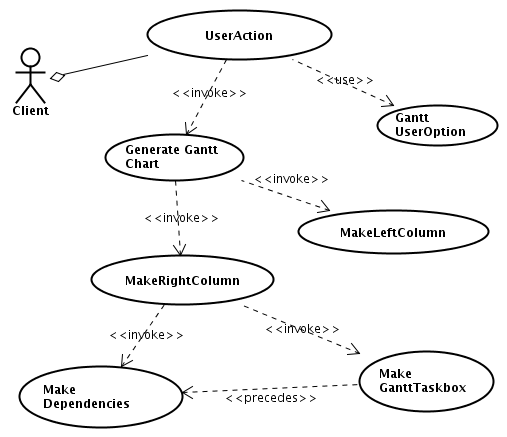 UserAction
<<invoke>>
<<use>>
Client
Gantt
UserOption
Generate Gantt
Chart
<<invoke>>
<<invoke>>
MakeLeftColumn
MakeRightColumn
<<invoke>>
<<invoke>>
Make
Dependencies
Make
GanttTaskbox
<<precedes>>